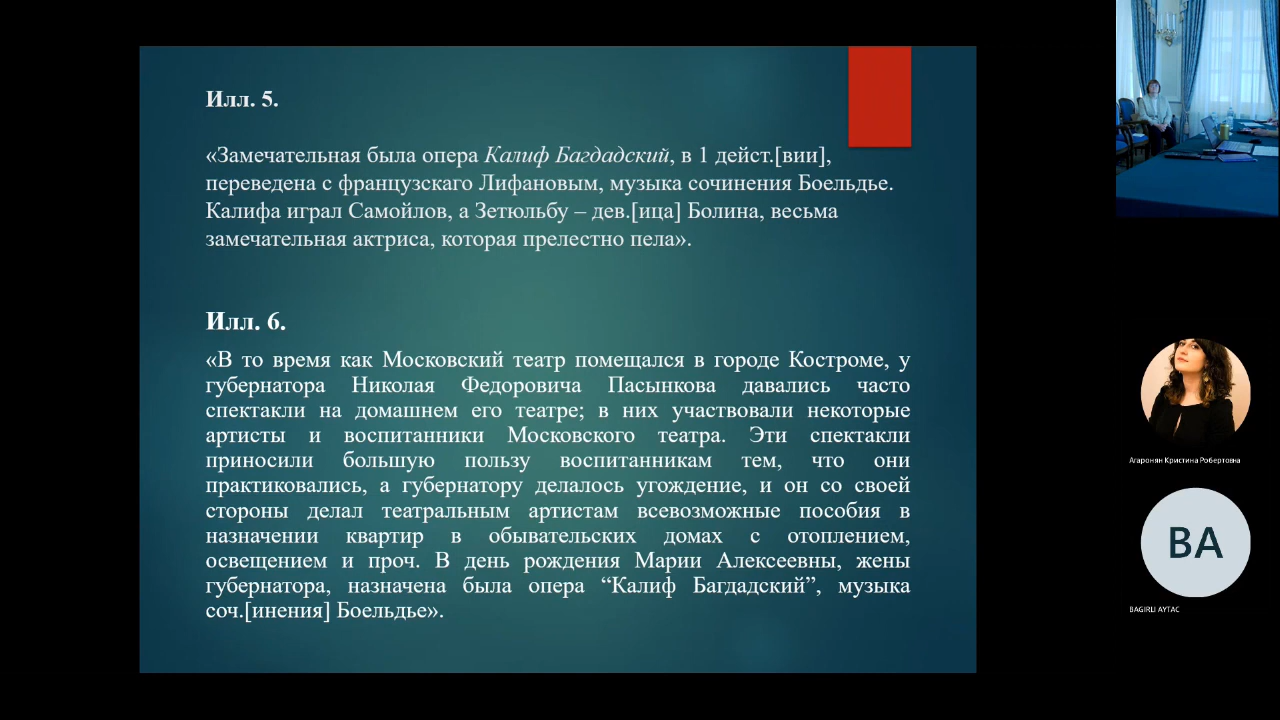 Илл. 5.
«Замечательная была опера Калиф Багдадский, в 1 дейст.[вии],
переведена с французскаго Лифановым, музыка сочинения Боельдье.
Калифа играл Самойлов, а Зетюльбу – дев.[ица] Болина, весьма
замечательная актриса, которая прелестно пела».
Илл. 6.
«В то время как Московский театр помещался в городе Костроме, у
губернатора Николая Федоровича Пасынкова давались часто
спектакли на домашнем его театре; в них участвовали некоторые
артисты и воспитанники Московского театра. Эти спектакли
приносили большую пользу воспитанникам тем, что они
практиковались, а губернатору делалось угождение, и он со своей
стороны делал театральным артистам всевозможные пособия в
назначении квартир в обывательских домах с отоплением,
освещением и проч. В день рождения Марии Алексеевны, жены
губернатора, назначена была опера “Калиф Багдадский”, музыка
соч.[инения] Боельдье».
Агаронян Кристина Робертовна
BA
BAGIRLI AYTAC